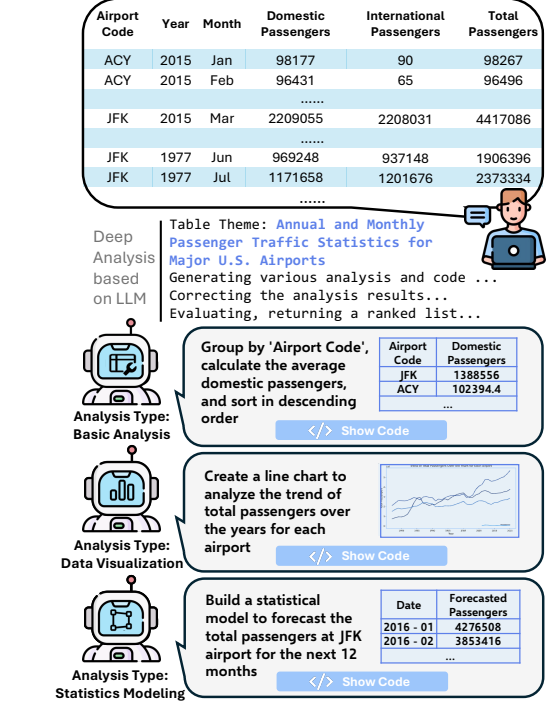 Airport Code Year Month Domestic Passengers International Passengers Total Passengers
ACY 2015 Jan 98177 90 98267
ACY 2015 Feb 96431 65 96496
......
JFK 2015 Mar 2209055 2208031 4417086
......
JFK 1977 Jun 969248 937148 1906396
JFK 1977 Jul 1171658 1201676 2373334
......
Deep
Analysis
based
on LLM
Table Theme: Annual and Monthly
Passenger Traffic Statistics for
Major U.S. Airports
Generating various analysis and code ...
Correcting the analysis results...
Evaluating, returning a ranked list...
Analysis Type:
Basic Analysis
Group by 'Airport Code',
calculate the average
domestic passengers,
and sort in descending
order
Airport Code Domestic Passengers
JFK 1388556
ACY 102394.4
...
</> Show Code
Analysis Type:
Data Visualization
Create a line chart to
analyze the trend of
total passengers over
the years for each
airport
</> Show Code
Analysis Type:
Statistics Modeling
Build a statistical
model to forecast the
total passengers at JFK
airport for the next 12
months
Date Forecasted Passengers
2016 - 01 4276508
2016 - 02 3853416
...
</> Show Code